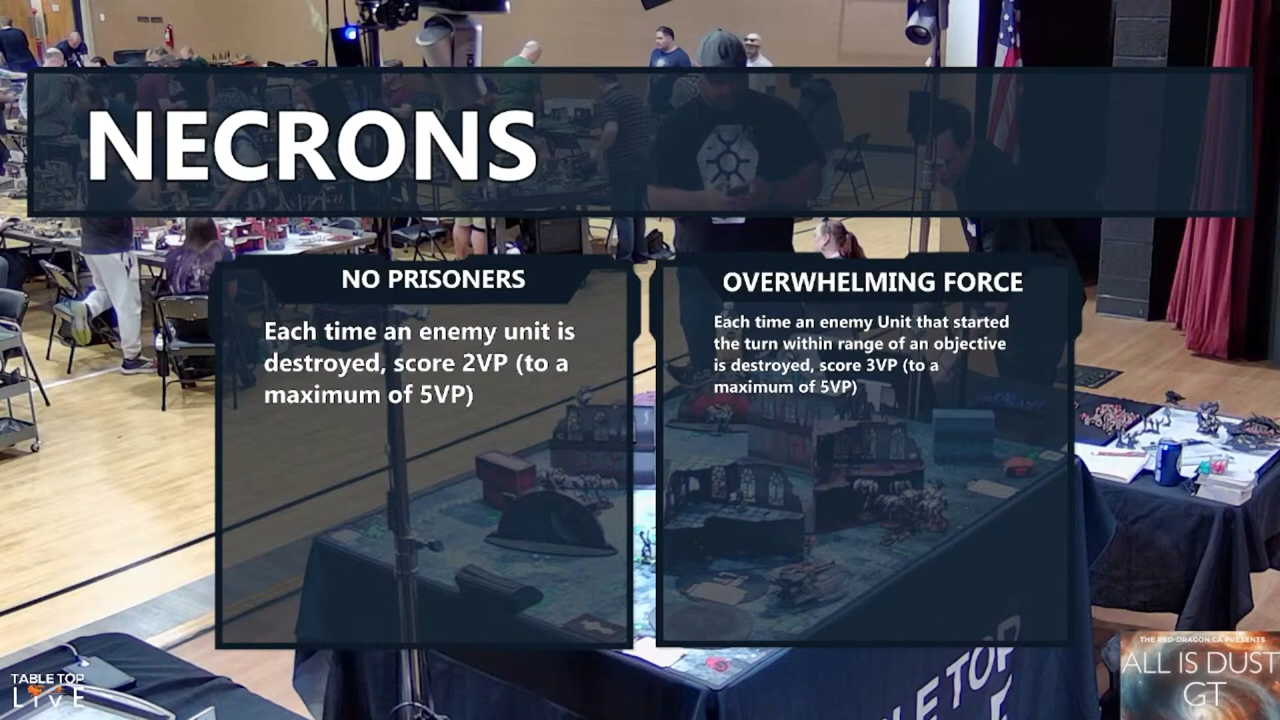 NECRONS
NO PRISONERS
Each time an enemy unit is
destroyed, score 2VP (to a
maximum of 5VP)
OVERWHELMING FORCE
Each time an enemy Unit that started
the turn within range of an objective
is destroyed, score 3VP (to a
maximum of 5VP)
TABLE TOP
LIVE
THE RED-DRAGON.CA PRESENTS
ALL IS DUST
GT
LE TOP